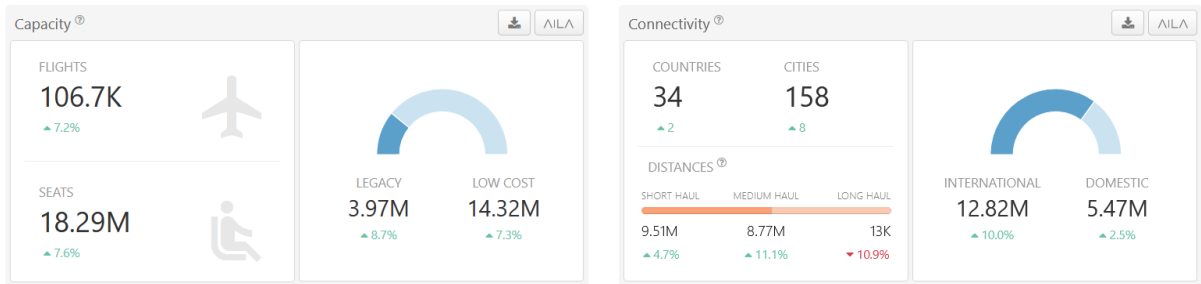 Capacity ?
ΛILΛ
FLIGHTS
106.7K
7.2%
SEATS
18.29M
7.6%
LEGACY LOW COST
3.97M 14.32M
8.7% 7.3%
Connectivity ?
ΛILΛ
COUNTRIES CITIES
34 158
2 8
DISTANCES ?
SHORT HAUL MEDIUM HAUL LONG HAUL
9.51M 8.77M 13K
4.7% 11.1% 10.9%
INTERNATIONAL DOMESTIC
12.82M 5.47M
10.0% 2.5%